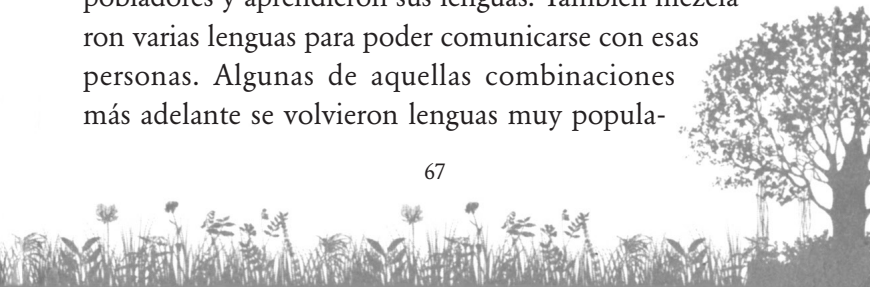 pobladores y aprendieron sus lenguas. También mezcla
ron varias lenguas para poder comunicarse con esas
personas. Algunas de aquellas combinaciones
más adelante se volvieron lenguas muy popula-
67